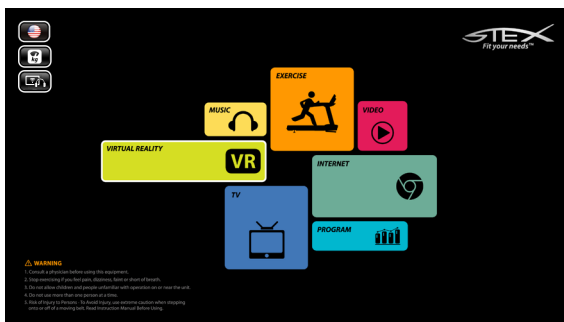 STEX
Fit your needs™
kg
EXERCISE
MUSIC
VIDEO
VIRTUAL REALITY
VR
INTERNET
TV
PROGRAM
WARNING
1. Consult a physician before using this equipment.
2. Stop exercising if you feel pain, dizziness, faint or short of breath.
3. Do not allow children and people unfamiliar with operation on or near the unit.
4. Do not use more than one person at a time.
5. Risk of Injury to Persons - To Avoid injury, use extreme caution when stepping
onto or off of a moving belt. Read Instruction Manual Before Using.